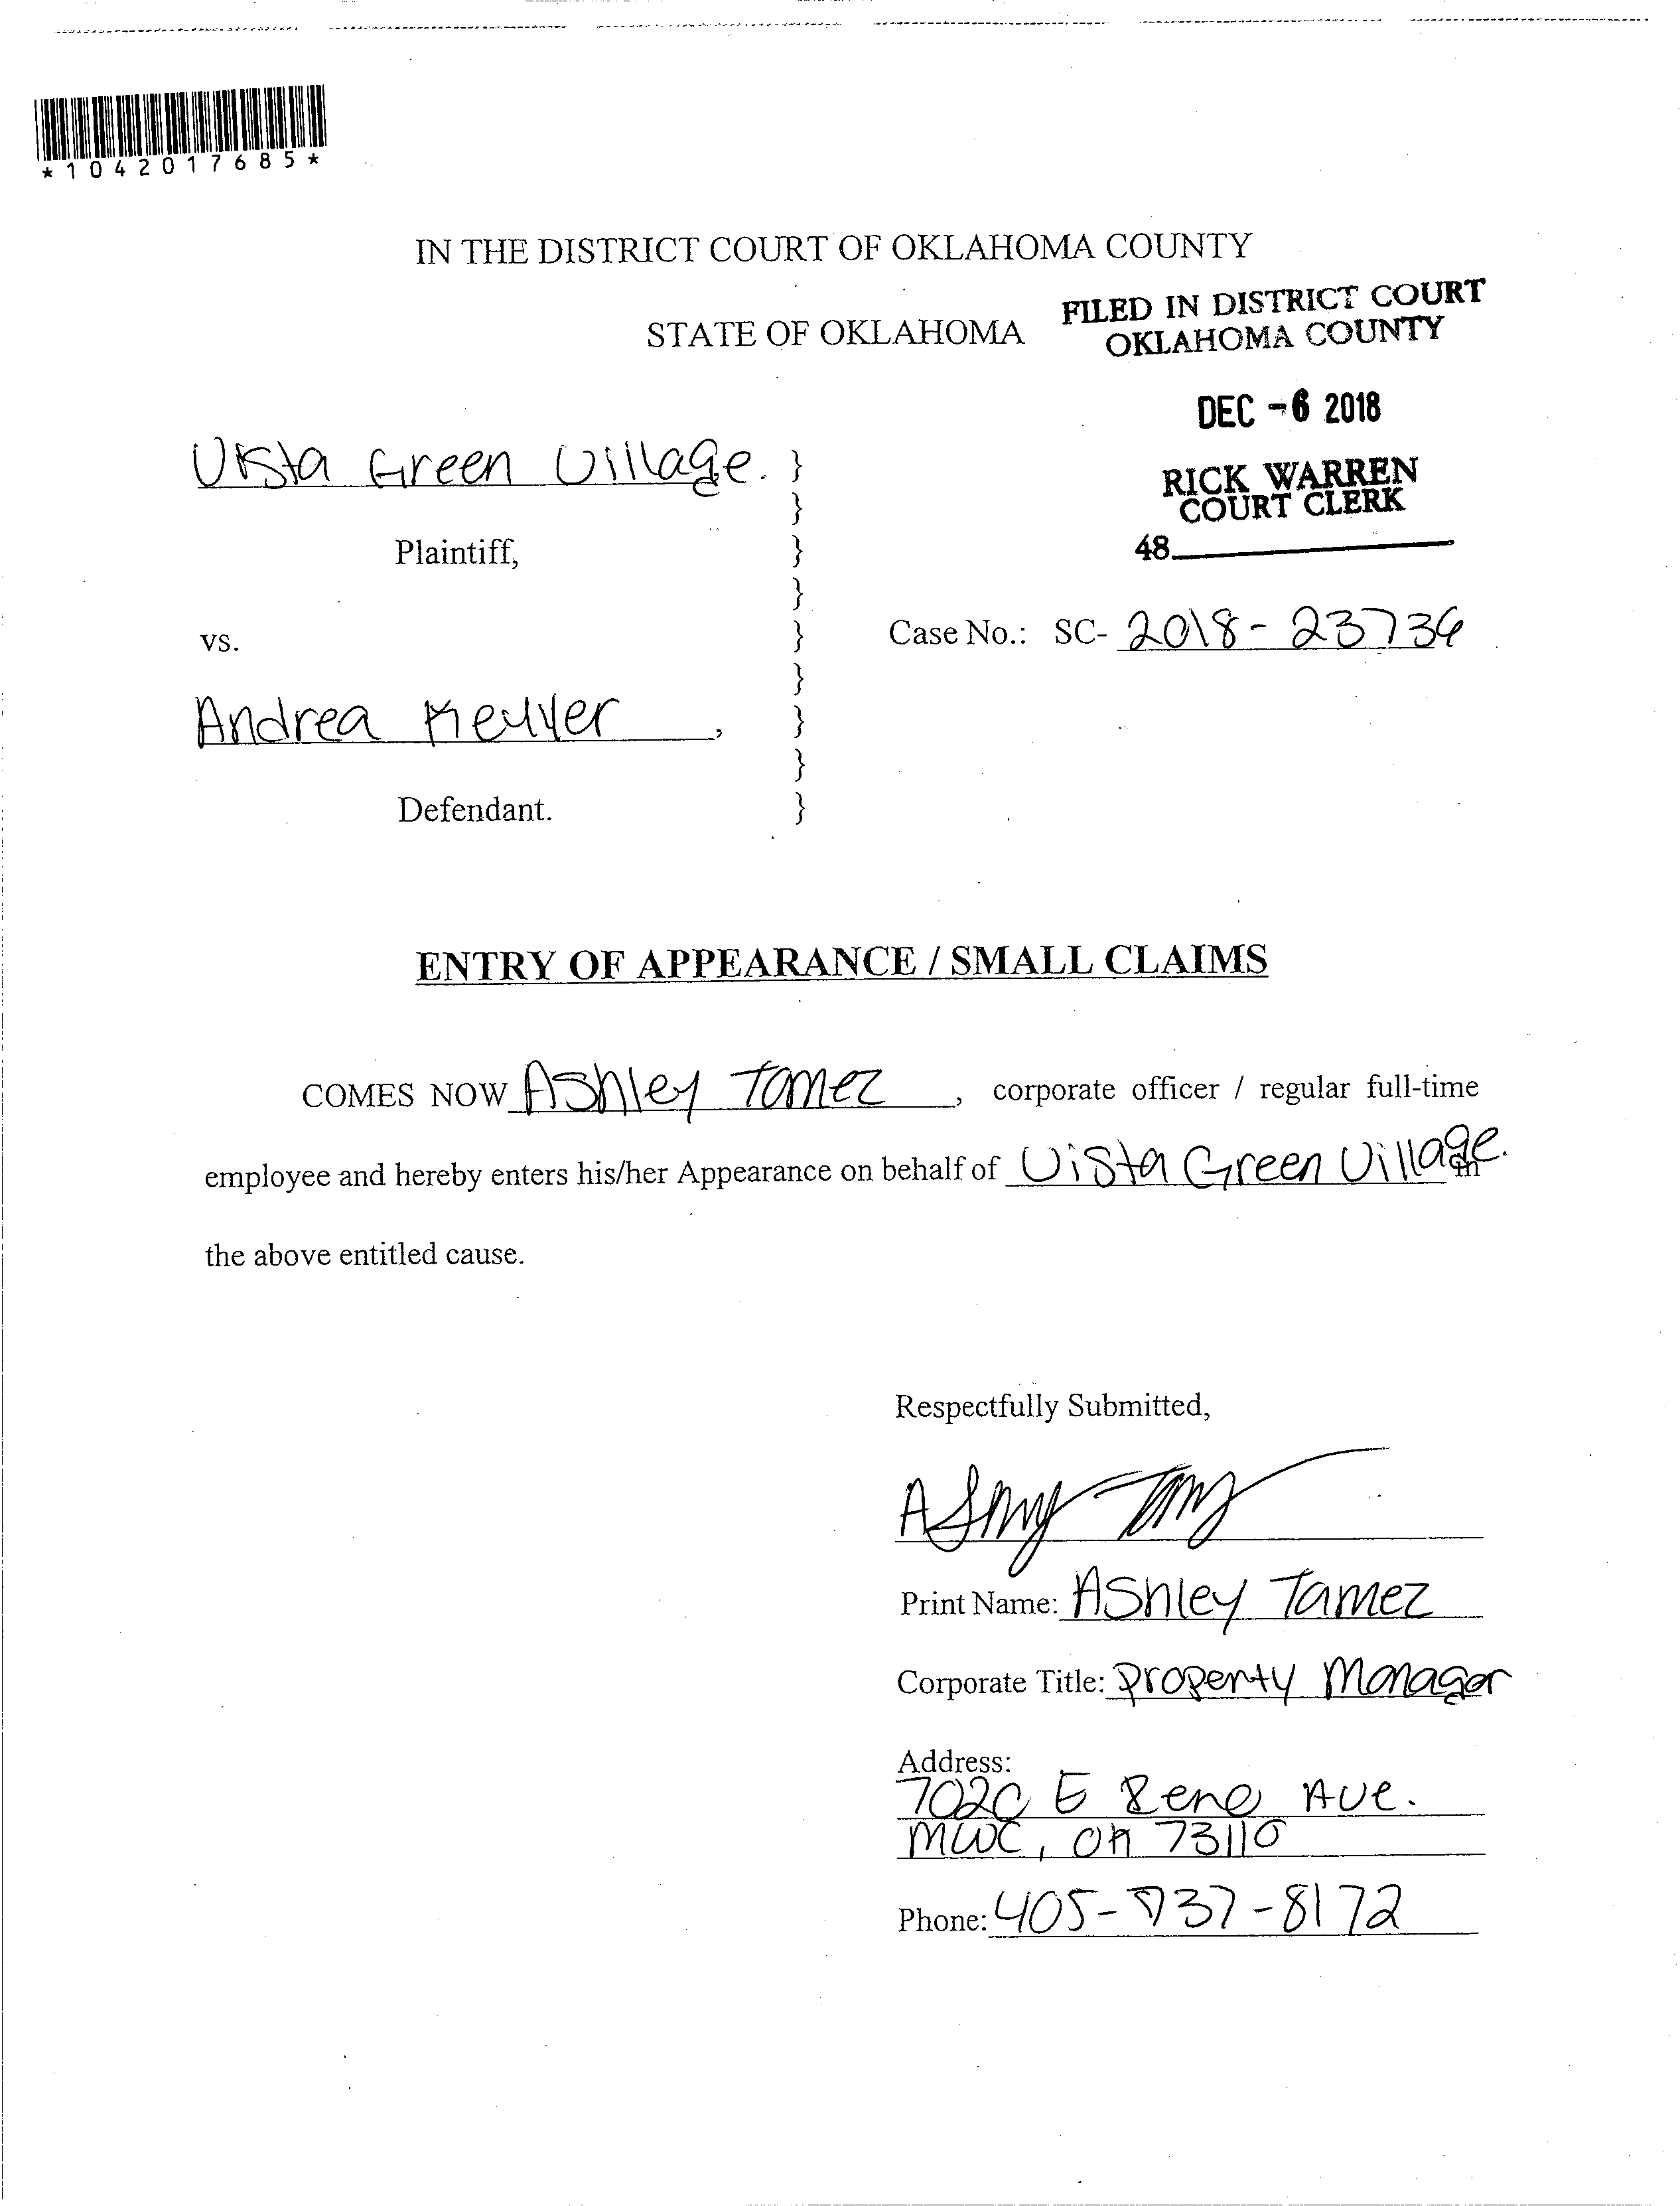 *1042017685*
IN THE DISTRICT COURT OF OKLAHOMA COUNTY
STATE OF OKLAHOMA
FILED IN DISTRICT COURT
OKLAHOMA COUNTY
DEC -6 2018
RICK WARREN
COURT CLERK
48
Vista Green Village. }
}
Plaintiff, }
}
vs. }
Case No.: SC- 2018-23736
}
Andrea , }
}
Defendant. }
ENTRY OF APPEARANCE / SMALL CLAIMS
COMES NOW Ashley Tamez, corporate officer / regular full-time
employee and hereby enters his/her Appearance on behalf of Vista Green Village. in
the above entitled cause.
Respectfully Submitted,
Print Name: Ashley Tamez
Corporate Title: Property Manager
Address:
7020 E Reno Ave.
MWC, OK 73110
Phone: 405-737-8172